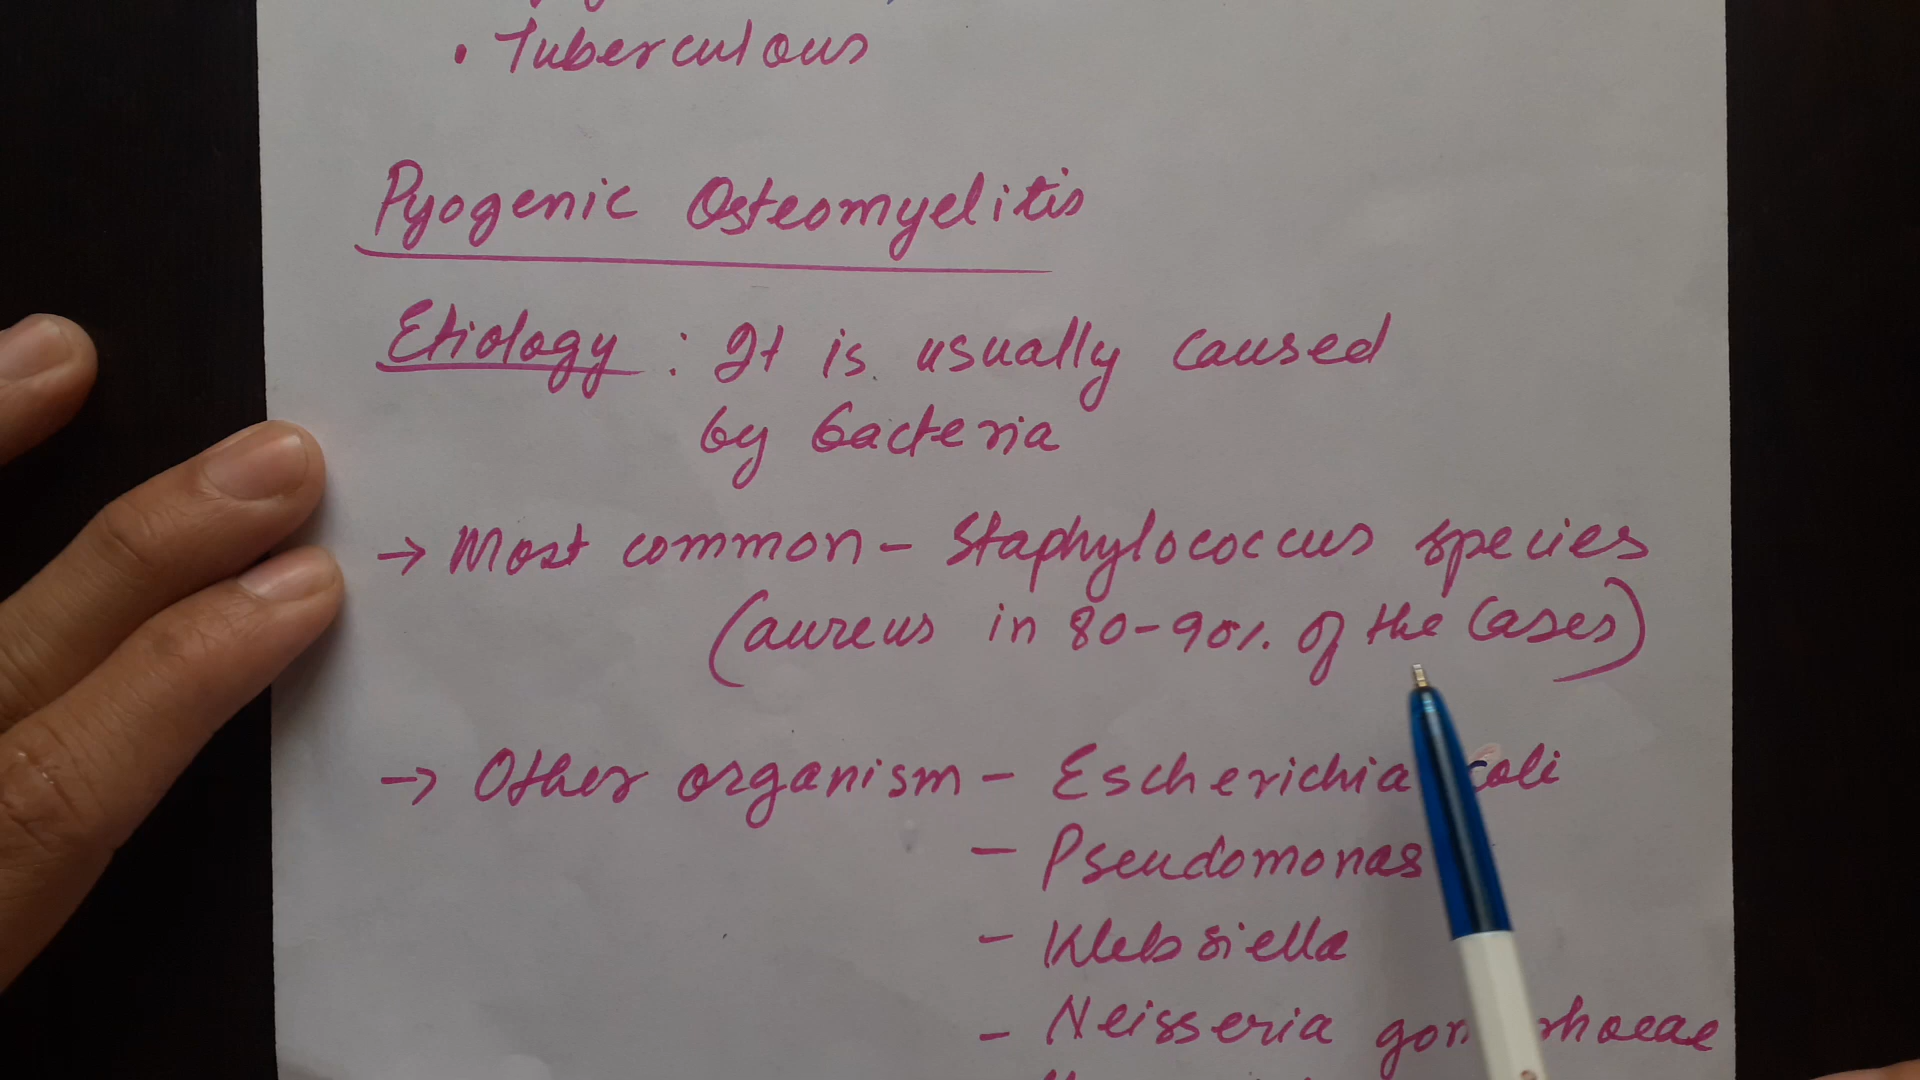 • Tuberculous
Pyogenic Osteomyelitis
Etiology : It is usually caused
by bacteria
→ Most common - Staphylococcus species
(aureus in 80-90% of the cases)
→ Other organism - Escherichia coli
- Pseudomonas
- Klebsiella
- Neisseria